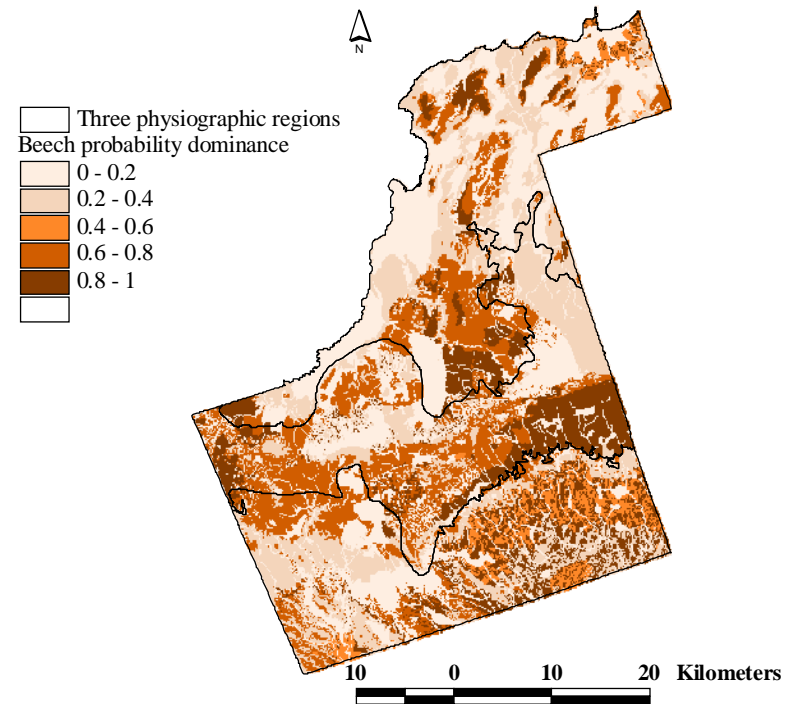 N
Three physiographic regions
Beech probability dominance
0 - 0.2
0.2 - 0.4
0.4 - 0.6
0.6 - 0.8
0.8 - 1
10 0 10 20 Kilometers